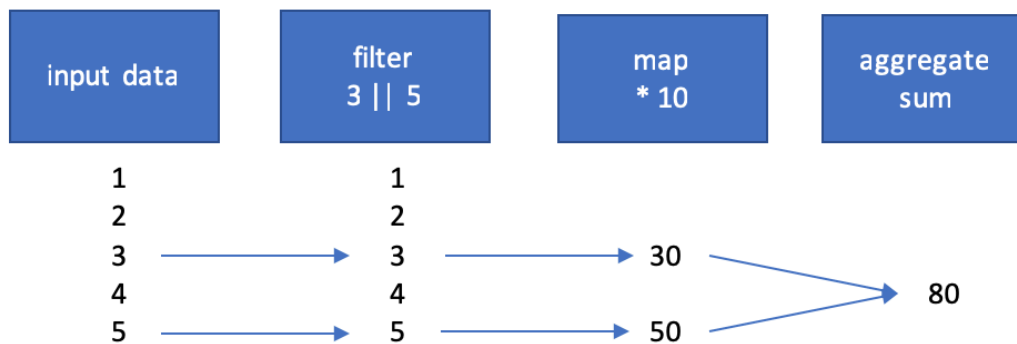 input data
filter
3 || 5
map
* 10
aggregate
sum
1 1
2 2
3 3 30
4 4 80
5 5 50